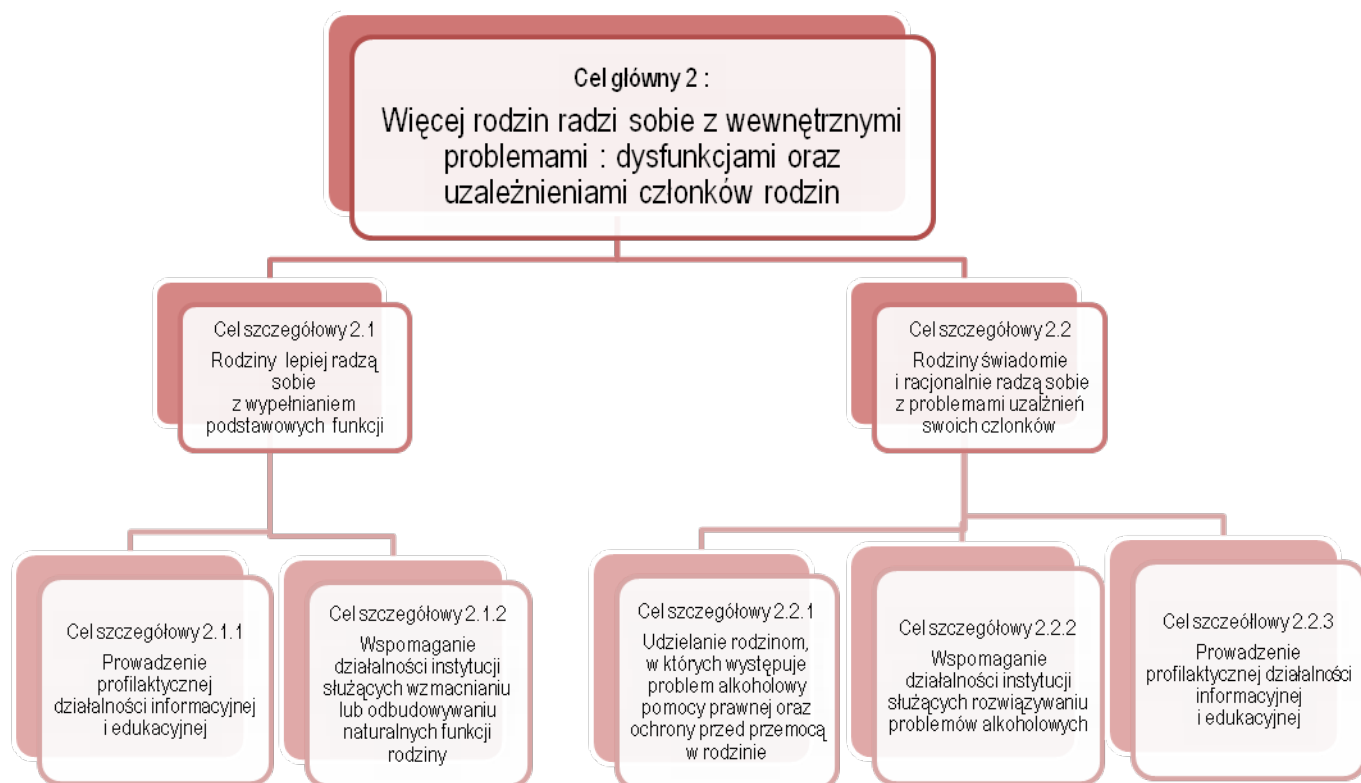 Cel główny 2 :
Więcej rodzin radzi sobie z wewnętrznymi
problemami : dysfunkcjami oraz
uzależnieniami członków rodzin
Cel szczegółowy 2.1
Rodziny lepiej radzą
sobie
z wypełnianiem
podstawowych funkcji
Cel szczegółowy 2.2
Rodziny świadomie
i racjonalnie radzą sobie
z problemami uzalżnień
swoich członków
Cel szczegółowy 2.1.1
Prowadzenie
profilaktycznej
działalności informacyjnej
i edukacyjnej
Cel szczegółowy 2.1.2
Wspomaganie
działalności instytucji
służących wzmacnianiu
lub odbudowywaniu
naturalnych funkcji
rodziny
Cel szczegółowy 2.2.1
Udzielanie rodzinom,
w których występuje
problem alkoholowy
pomocy prawnej oraz
ochrony przed przemocą
w rodzinie
Cel szczegółowy 2.2.2
Wspomaganie
działalności instytucji
służących rozwiązywaniu
problemów alkoholowych
Cel szczeółłowy 2.2.3
Prowadzenie
profilaktycznej działalności
informacyjnej
i edukacyjnej